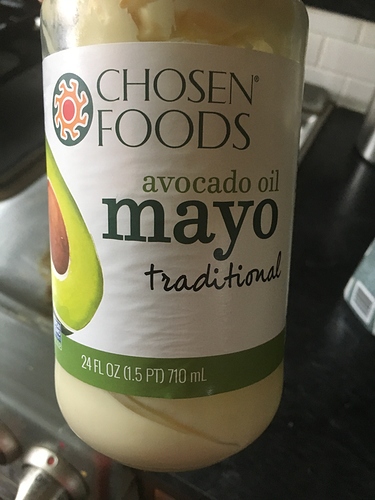 CHOSEN®
FOODS
avocado oil
mayo
traditional
24 FL OZ (1.5 PT) 710 mL